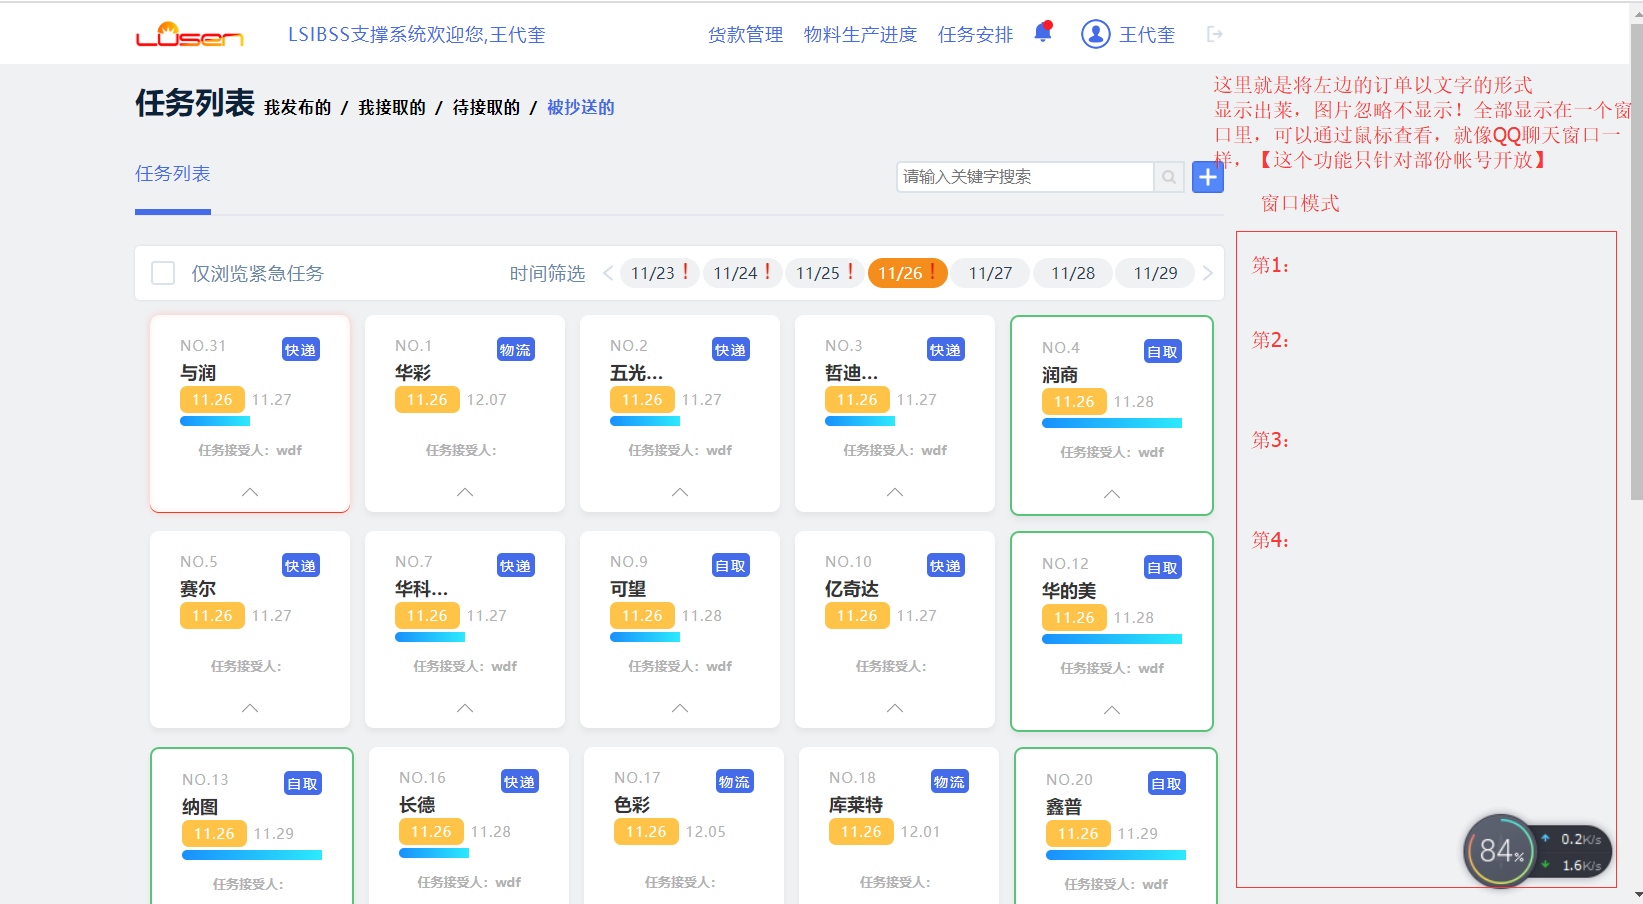 Lusen
LSIBSS支撑系统欢迎您,王代奎
货款管理 物料生产进度 任务安排 王代奎
任务列表 我发布的 / 我接取的 / 待接取的 / 被抄送的
这里就是将左边的订单以文字的形式
显示出莱，图片忽略不显示！全部显示在一个窗
口里，可以通过鼠标查看，就像QQ聊天窗口一
样，【这个功能只针对部份帐号开放】
任务列表
请输入关键字搜索
窗口模式
仅浏览紧急任务
时间筛选 < 11/23 ! 11/24 ! 11/25 ! 11/26 ! 11/27 11/28 11/29 >
第1：
第2：
第3：
第4：
NO.31 快递
与润
11.26 11.27
任务接受人：wdf
NO.1 物流
华彩
11.26 12.07
任务接受人：
NO.2 快递
五光...
11.26 11.27
任务接受人：wdf
NO.3 快递
哲迪...
11.26 11.27
任务接受人：wdf
NO.4 自取
润商
11.26 11.28
任务接受人：wdf
NO.5 快递
赛尔
11.26 11.27
任务接受人：
NO.7 快递
华科...
11.26 11.27
任务接受人：wdf
NO.9 自取
可望
11.26 11.28
任务接受人：wdf
NO.10 快递
亿奇达
11.26 11.27
任务接受人：
NO.12 自取
华的美
11.26 11.28
任务接受人：wdf
NO.13 自取
纳图
11.26 11.29
任务接受人：
NO.16 快递
长德
11.26 11.28
任务接受人：wdf
NO.17 物流
色彩
11.26 12.05
任务接受人：
NO.18 物流
库莱特
11.26 12.01
任务接受人：
NO.20 自取
鑫普
11.26 11.29
任务接受人：wdf
84%
0.2K/s
1.6K/s